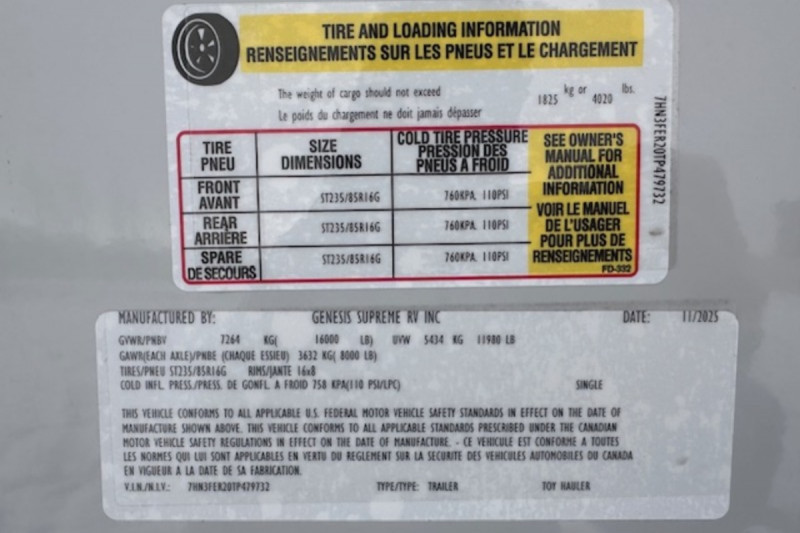 TIRE AND LOADING INFORMATION
RENSEIGNEMENTS SUR LES PNEUS ET LE CHARGEMENT
The weight of cargo should not exceed 1825 kg or 4020 lbs.
Le poids du chargement ne doit jamais dépasser
TIRE PNEU SIZE DIMENSIONS COLD TIRE PRESSURE PRESSION DES PNEUS A FROID
FRONT AVANT ST235/85R16G 760KPA, 110PSI
REAR ARRIÈRE ST235/85R16G 760KPA, 110PSI
SPARE DE SECOURS ST235/85R16G 760KPA, 110PSI
SEE OWNER'S
MANUAL FOR
ADDITIONAL
INFORMATION
VOIR LE MANUEL
DE L'USAGER
POUR PLUS DE
RENSEIGNEMENTS
FD-332
7HN3FER20TP479732
MANUFACTURED BY: GENESIS SUPREME RV INC DATE: 11/2025
GVWR/PNBV 7264 KG( 16000 LB) UVW 5434 KG 11980 LB
GAWR(EACH AXLE)/PNBE (CHAQUE ESSIEU) 3632 KG( 8000 LB)
TIRES/PNEU ST235/85R16G RIMS/JANTE 16x8
COLD INFL. PRESS./PRESS. DE GONFL. A FROID 758 KPA(110 PSI/LPC) SINGLE
THIS VEHICLE CONFORMS TO ALL APPLICABLE U.S. FEDERAL MOTOR VEHICLE SAFETY STANDARDS IN EFFECT ON THE DATE OF
MANUFACTURE SHOWN ABOVE. THIS VEHICLE CONFORMS TO ALL APPLICABLE STANDARDS PRESCRIBED UNDER THE CANADIAN
MOTOR VEHICLE SAFETY REGULATIONS IN EFFECT ON THE DATE OF MANUFACTURE. - CE VEHICULE EST CONFORME A TOUTES
LES NORMES QUI LUI SONT APPLICABLES EN VERTU DU REGLEMENT SUR LA SECURITE DES VEHICULES AUTOMOBILES DU CANADA
EN VIGUEUR A LA DATE DE SA FABRICATION.
V.I.N./N.I.V.: 7HN3FER20TP479732 TYPE/TYPE: TRAILER TOY HAULER